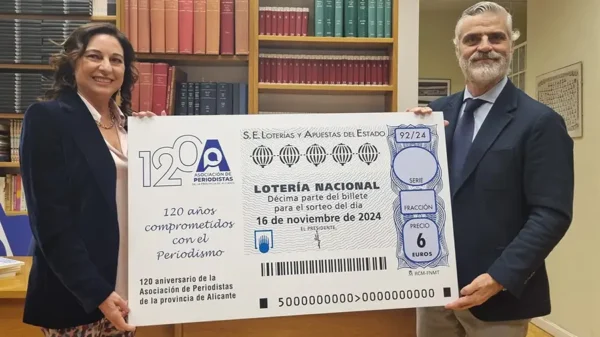 120
ASOCIACIÓN DE
PERIODISTAS
120 años
comprometidos
con el
Periodismo
120 aniversario de la
Asociación de Periodistas
de la provincia de Alicante
S.E. LOTERÍAS Y APUESTAS DEL ESTADO
LOTERÍA NACIONAL
Décima parte del billete
para el sorteo del día
16 de noviembre de 2024
EL PRESIDENTE,
92/24
SERIE
FRACCIÓN
PRECIO
6
EUROS
RCM-FNMT
5000000000>0000000000